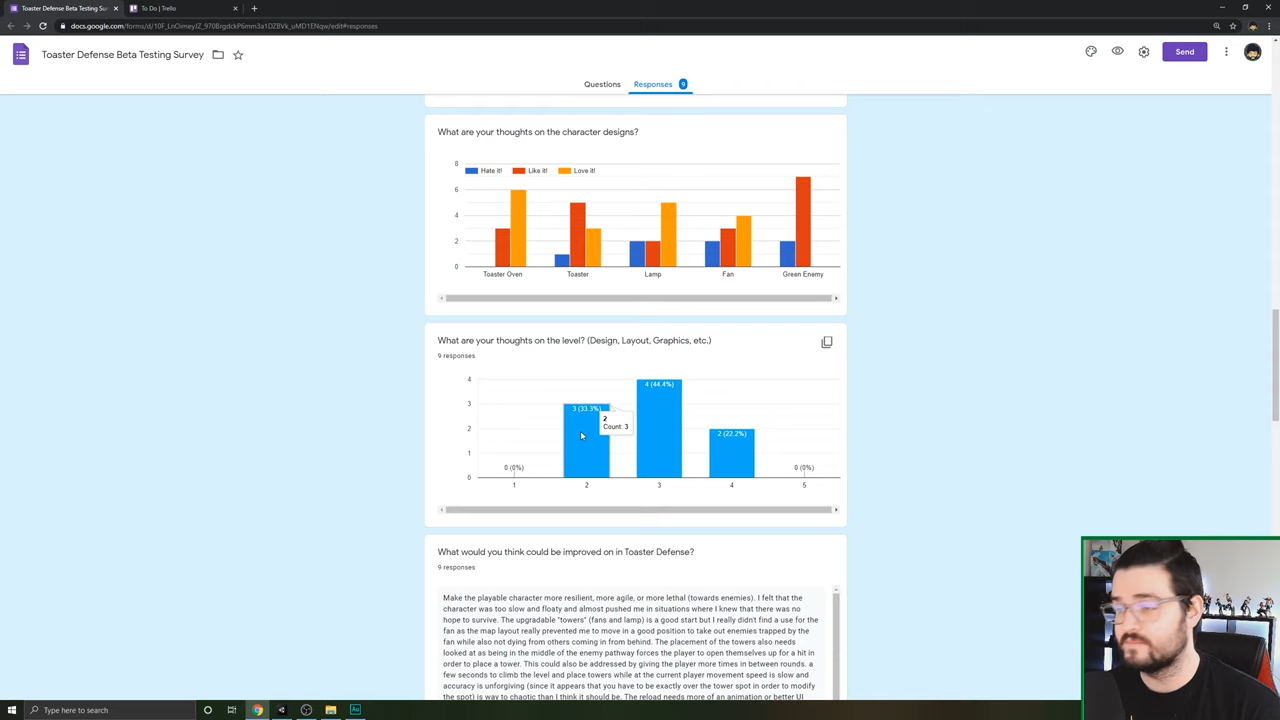 Toaster Defense Beta Testing Sur
To Do | Trello
Toaster Defense Beta Testing Survey
Send
Questions
Responses 9
What are your thoughts on the character designs?
Hate it!
Like it!
Love it!
8
6
4
2
0
Toaster Oven
Toaster
Lamp
Fan
Green Enemy
What are your thoughts on the level? (Design, Layout, Graphics, etc.)
9 responses
4
3
2
1
0
0 (0%)
3 (33.3%)
4 (44.4%)
2 (22.2%)
0 (0%)
2
Count: 3
1
2
3
4
5
What would you think could be improved on in Toaster Defense?
9 responses
Make the playable character more resilient, more agile, or more lethal (towards enemies). I felt that the
character was too slow and floaty and almost pushed me in situations where I knew that there was no
hope to survive. The upgradable "towers" (fans and lamp) is a good start but I really didn't find a use for the
fan as the map layout really prevented me to move in a good position to take out enemies trapped by the
fan while also not dying from others coming in from behind. The placement of the towers also needs
looked at as being in the middle of the enemy pathway forces the player to open themselves up for a hit in
order to place a tower. This could also be addressed by giving the player more times in between rounds. a
few seconds to climb the level and place towers while at the current player movement speed is slow and
accuracy is unforgiving (since it appears that you have to be exactly over the tower spot in order to modify
the spot) is way to chaotic than I think it should be. The reload needs more of an animation or better UI
Type here to search
Au